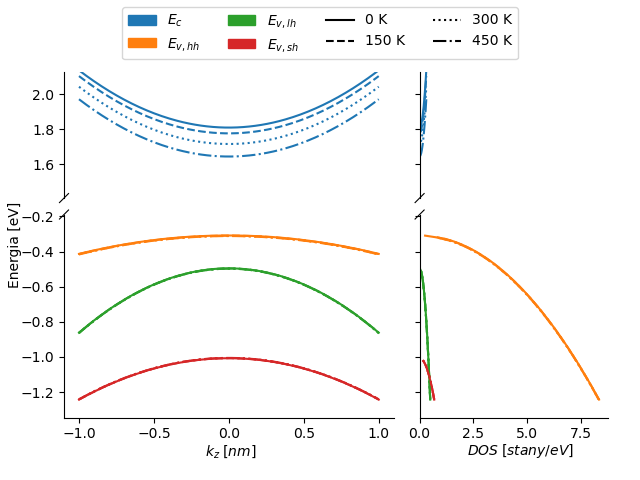 E_c E_{v, lh} 0 K 300 K
E_{v, hh} E_{v, sh} 150 K 450 K
2.0
1.8
1.6
−0.2
−0.4
−0.6
−0.8
−1.0
−1.2
Energia [eV]
−1.0 −0.5 0.0 0.5 1.0 0.0 2.5 5.0 7.5
k_z [nm] DOS [stany/eV]